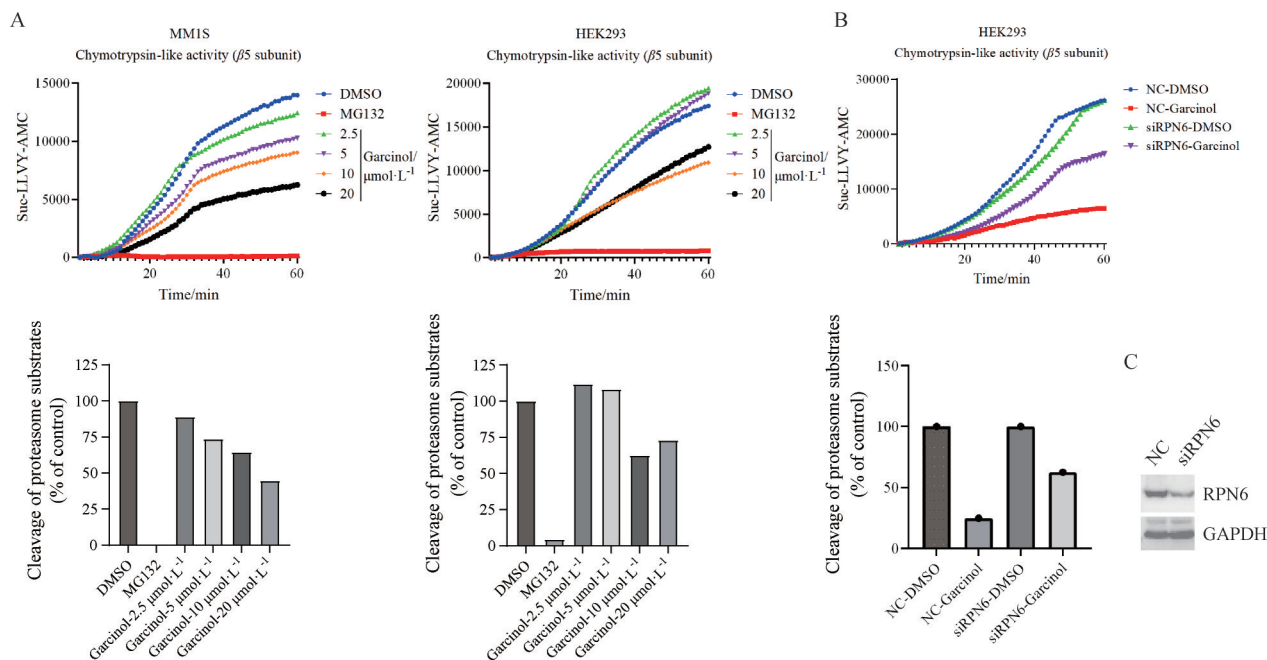 A
MM1S
Chymotrypsin-like activity (β5 subunit)
Suc-LLVY-AMC
15000
10000
5000
0
20
40
60
Time/min
DMSO
MG132
2.5
5
10
20
Garcinol/
μmol·L⁻¹
HEK293
Chymotrypsin-like activity (β5 subunit)
Suc-LLVY-AMC
20000
15000
10000
5000
0
20
40
60
Time/min
DMSO
MG132
2.5
5
10
20
Garcinol/
μmol·L⁻¹
B
HEK293
Chymotrypsin-like activity (β5 subunit)
Suc-LLVY-AMC
30000
20000
10000
0
20
40
60
Time/min
NC-DMSO
NC-Garcinol
siRPN6-DMSO
siRPN6-Garcinol
Cleavage of proteasome substrates
(% of control)
125
100
75
50
25
0
DMSO
MG132
Garcinol-2.5 μmol·L⁻¹
Garcinol-5 μmol·L⁻¹
Garcinol-10 μmol·L⁻¹
Garcinol-20 μmol·L⁻¹
Cleavage of proteasome substrates
(% of control)
125
100
75
50
25
0
DMSO
MG132
Garcinol-2.5 μmol·L⁻¹
Garcinol-5 μmol·L⁻¹
Garcinol-10 μmol·L⁻¹
Garcinol-20 μmol·L⁻¹
Cleavage of proteasome substrates
(% of control)
150
100
50
0
NC-DMSO
NC-Garcinol
siRPN6-DMSO
siRPN6-Garcinol
C
NC
siRPN6
RPN6
GAPDH